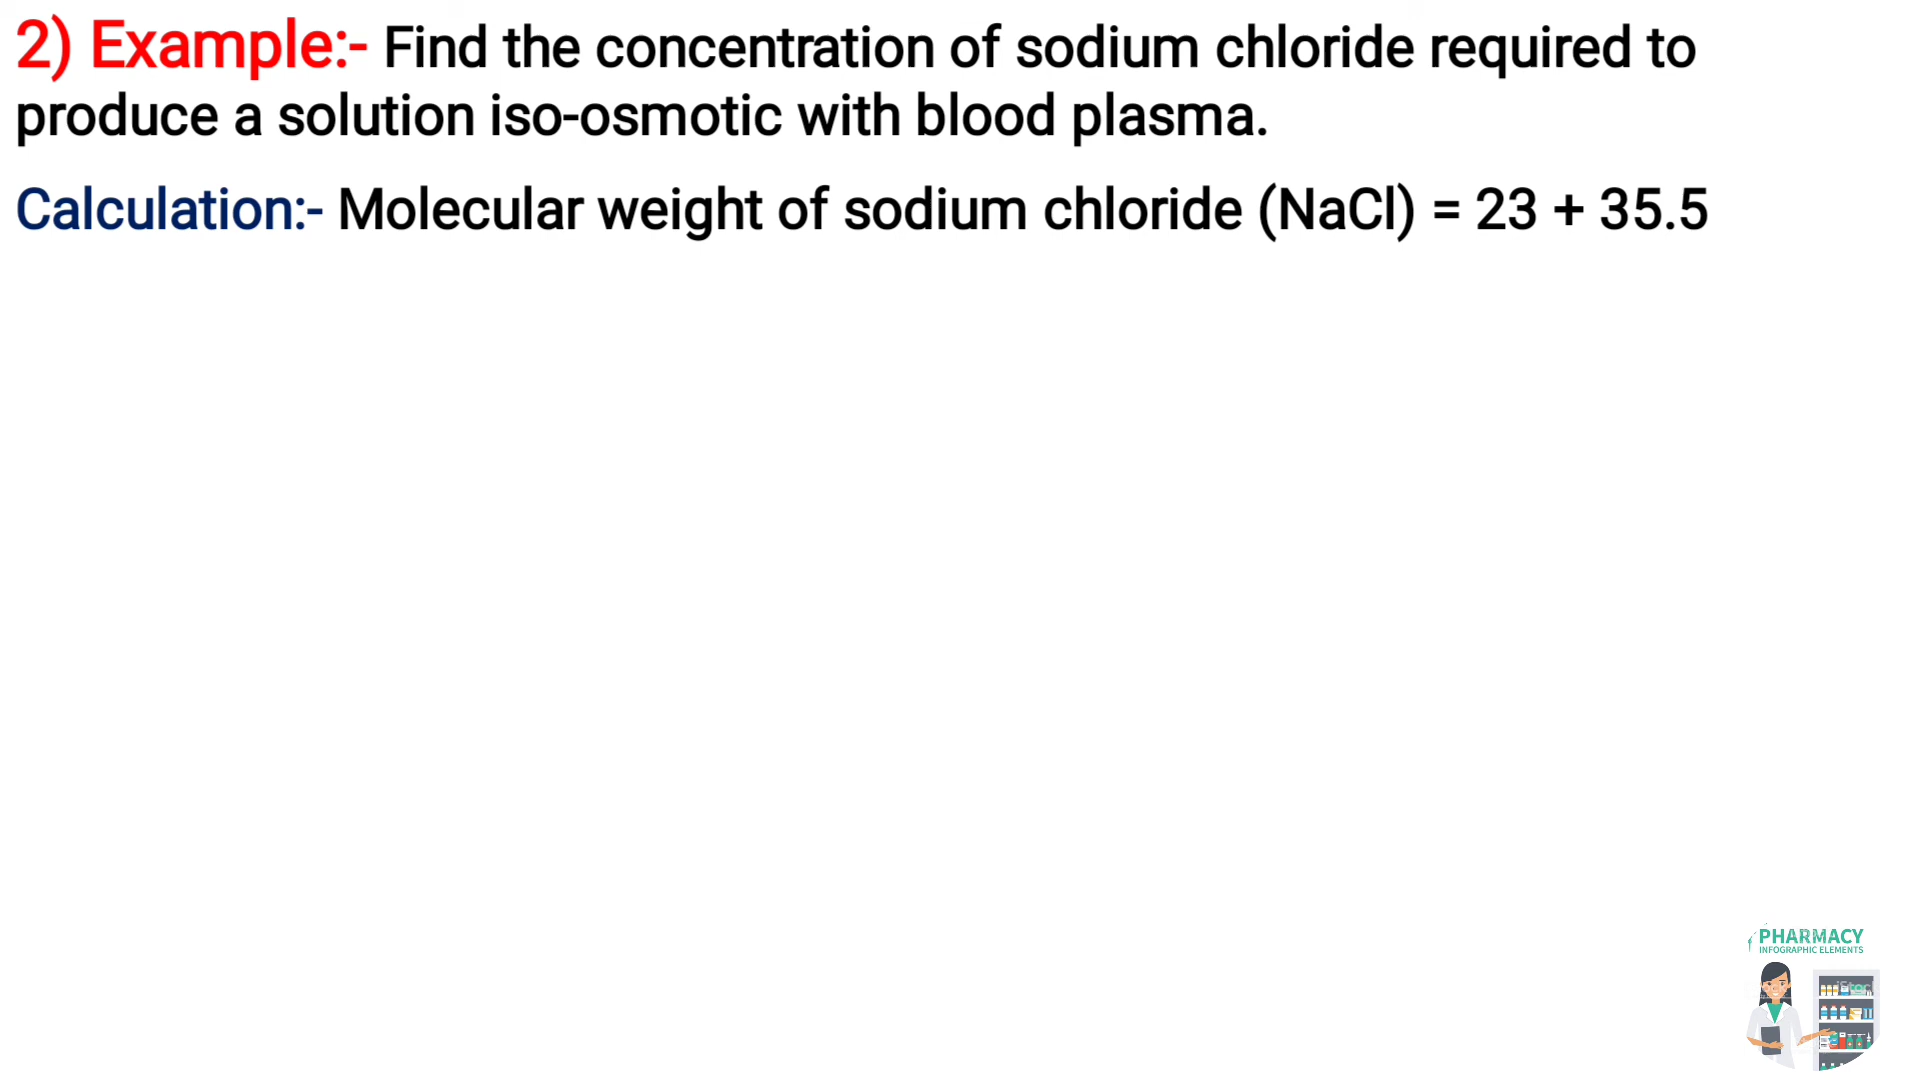 2) Example:- Find the concentration of sodium chloride required to
produce a solution iso-osmotic with blood plasma.
Calculation:- Molecular weight of sodium chloride (NaCl) = 23 + 35.5
PHARMACY
INFOGRAPHIC ELEMENTS